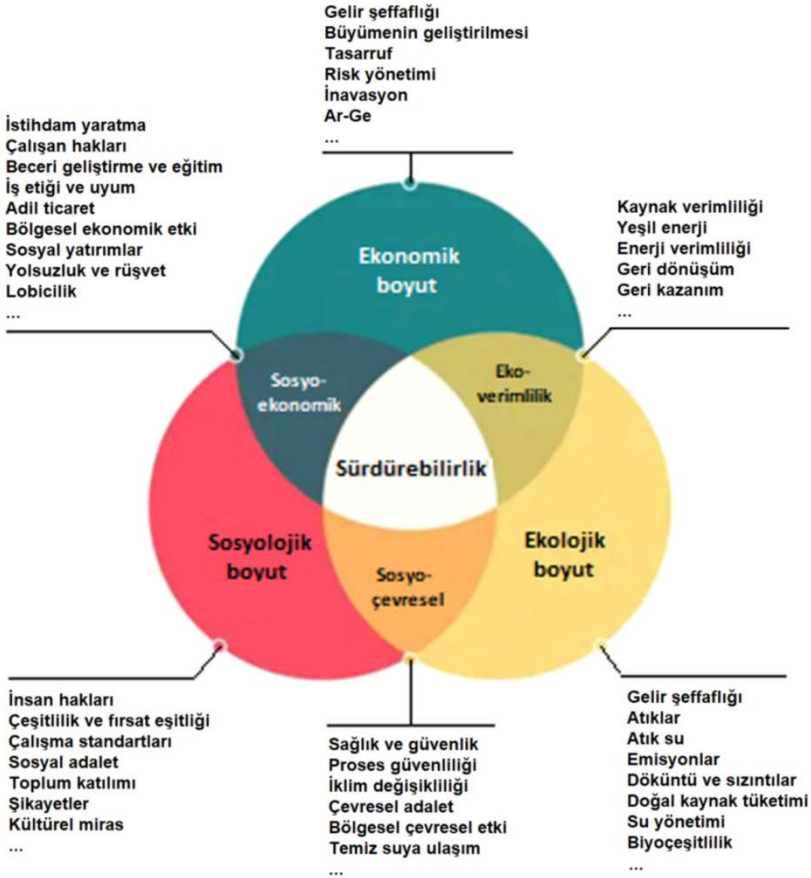 Gelir şeffaflığı
Büyümenin geliştirilmesi
Tasarruf
Risk yönetimi
İnavasyon
Ar-Ge
...
İstihdam yaratma
Çalışan hakları
Beceri geliştirme ve eğitim
İş etiği ve uyum
Adil ticaret
Bölgesel ekonomik etki
Sosyal yatırımlar
Yolsuzluk ve rüşvet
Lobicilik
...
Kaynak verimliliği
Yeşil enerji
Enerji verimliliği
Geri dönüşüm
Geri kazanım
...
Ekonomik
boyut
Sosyo-
ekonomik
Eko-
verimlilik
Sürdürebilirlik
Sosyolojik
boyut
Ekolojik
boyut
Sosyo-
çevresel
İnsan hakları
Çeşitlilik ve fırsat eşitliği
Çalışma standartları
Sosyal adalet
Toplum katılımı
Şikayetler
Kültürel miras
...
Sağlık ve güvenlik
Proses güvenliliği
İklim değişikliliği
Çevresel adalet
Bölgesel çevresel etki
Temiz suya ulaşım
...
Gelir şeffaflığı
Atıklar
Atık su
Emisyonlar
Döküntü ve sızıntılar
Doğal kaynak tüketimi
Su yönetimi
Biyoçeşitlilik
...